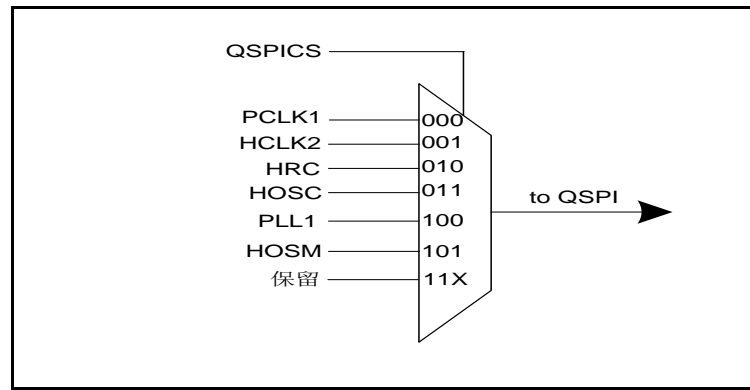 QSPICS
PCLK1 000
HCLK2 001
HRC 010
HOSC 011
to QSPI
PLL1 100
HOSM 101
保留 11X